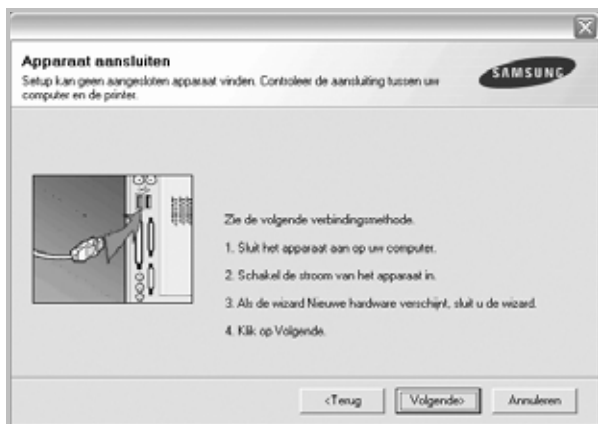 Apparaat aansluiten
Setup kan geen aangesloten apparaat vinden. Controleer de aansluiting tussen uw
computer en de printer.
SAMSUNG
Zie de volgende verbindingsmethode.
1. Sluit het apparaat aan op uw computer.
2. Schakel de stroom van het apparaat in.
3. Als de wizard Nieuwe hardware verschijnt, sluit u de wizard.
4. Klik op Volgende.
<Terug
Volgende>
Annuleren